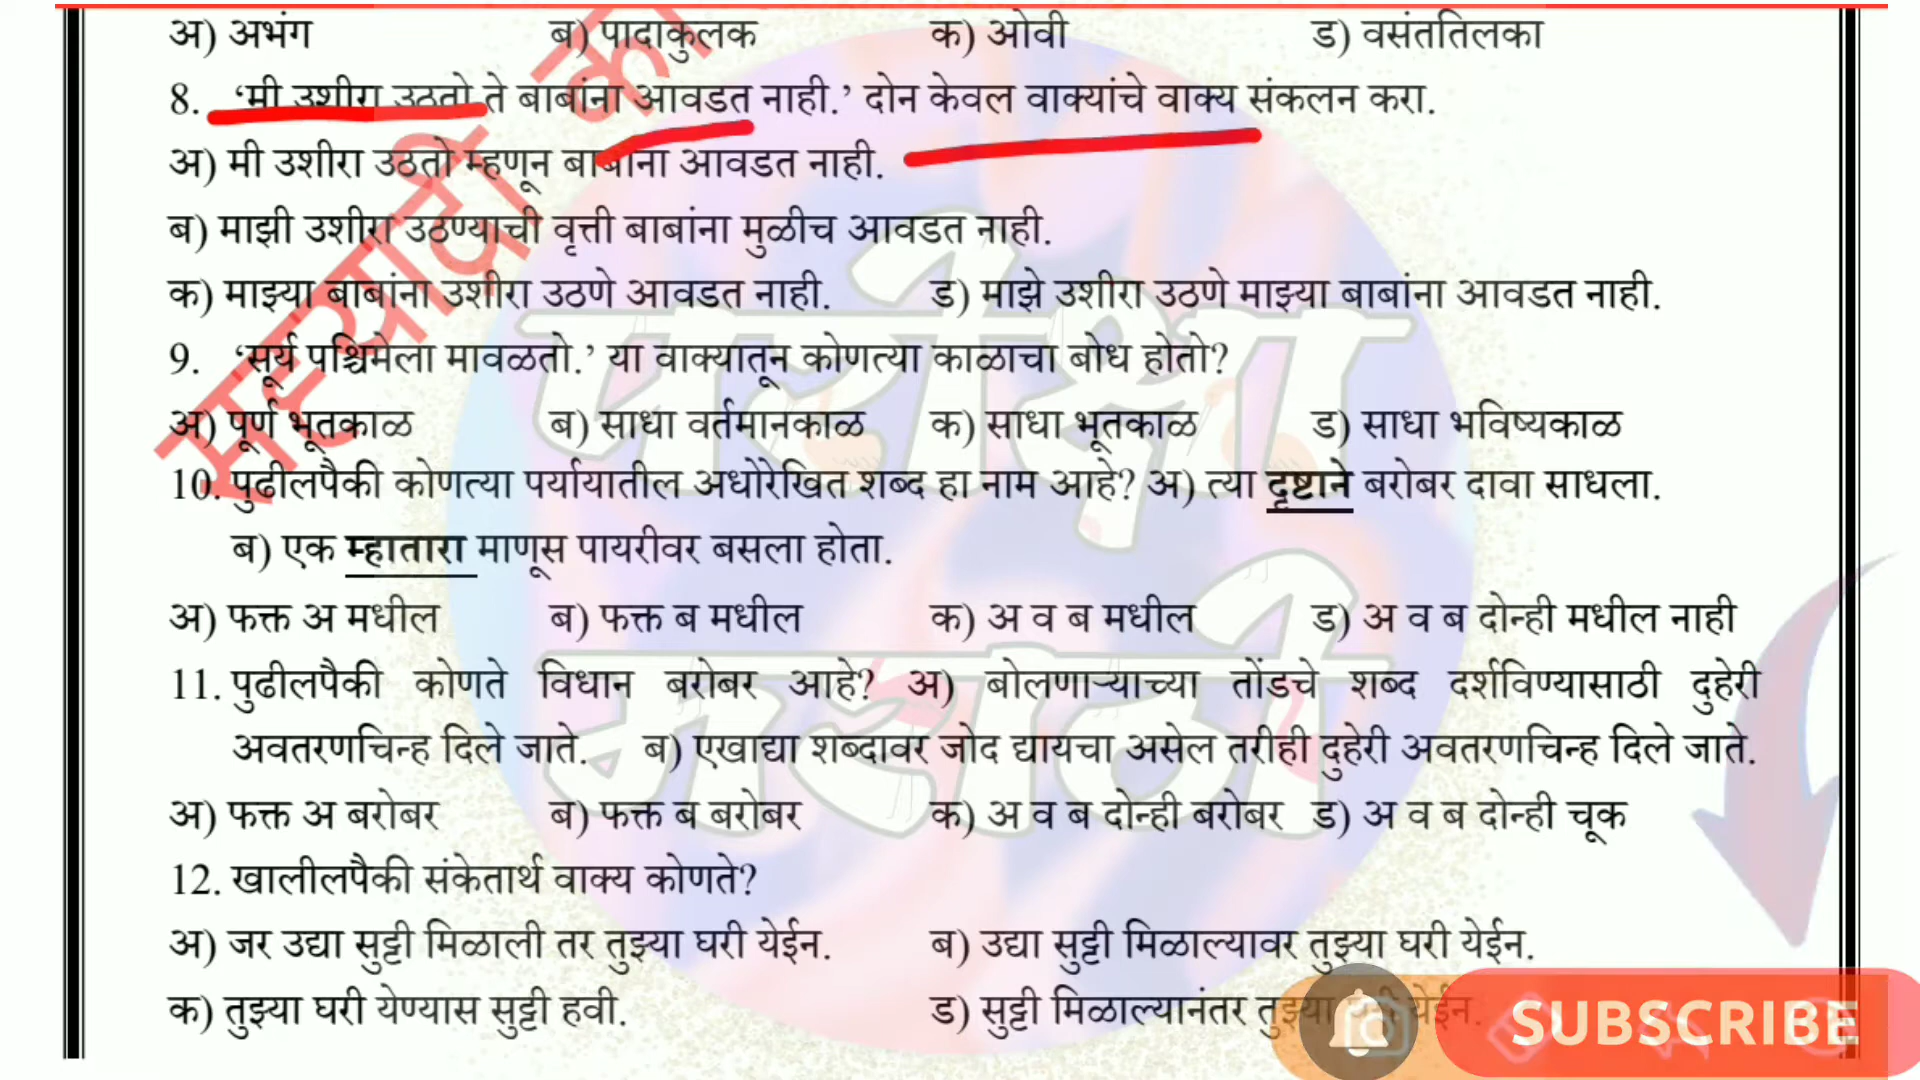 अ) अभंग ब) पादाकुलक क) ओवी ड) वसंततिलका
8. ‘मी उशीरा उठतो ते बाबांना आवडत नाही.’ दोन केवल वाक्यांचे वाक्य संकलन करा.
अ) मी उशीरा उठतो म्हणून बाबांना आवडत नाही.
ब) माझी उशीरा उठण्याची वृत्ती बाबांना मुळीच आवडत नाही.
क) माझ्या बाबांना उशीरा उठणे आवडत नाही. ड) माझे उशीरा उठणे माझ्या बाबांना आवडत नाही.
9. ‘सूर्य पश्चिमेला मावळतो.’ या वाक्यातून कोणत्या काळाचा बोध होतो?
अ) पूर्ण भूतकाळ ब) साधा वर्तमानकाळ क) साधा भूतकाळ ड) साधा भविष्यकाळ
10. पुढीलपैकी कोणत्या पर्यायातील अधोरेखित शब्द हा नाम आहे? अ) त्या दृष्टाने बरोबर दावा साधला.
ब) एक म्हातारा माणूस पायरीवर बसला होता.
अ) फक्त अ मधील ब) फक्त ब मधील क) अ व ब मधील ड) अ व ब दोन्ही मधील नाही
11. पुढीलपैकी कोणते विधान बरोबर आहे? अ) बोलणाऱ्याच्या तोंडचे शब्द दर्शविण्यासाठी दुहेरी
अवतरणचिन्ह दिले जाते. ब) एखाद्या शब्दावर जोद द्यायचा असेल तरीही दुहेरी अवतरणचिन्ह दिले जाते.
अ) फक्त अ बरोबर ब) फक्त ब बरोबर क) अ व ब दोन्ही बरोबर ड) अ व ब दोन्ही चूक
12. खालीलपैकी संकेतार्थ वाक्य कोणते?
अ) जर उद्या सुट्टी मिळाली तर तुझ्या घरी येईन. ब) उद्या सुट्टी मिळाल्यावर तुझ्या घरी येईन.
क) तुझ्या घरी येण्यास सुट्टी हवी. ड) सुट्टी मिळाल्यानंतर तुझ्या घरी येईन.
परीक्षा
मराठी
SUBSCRIBE